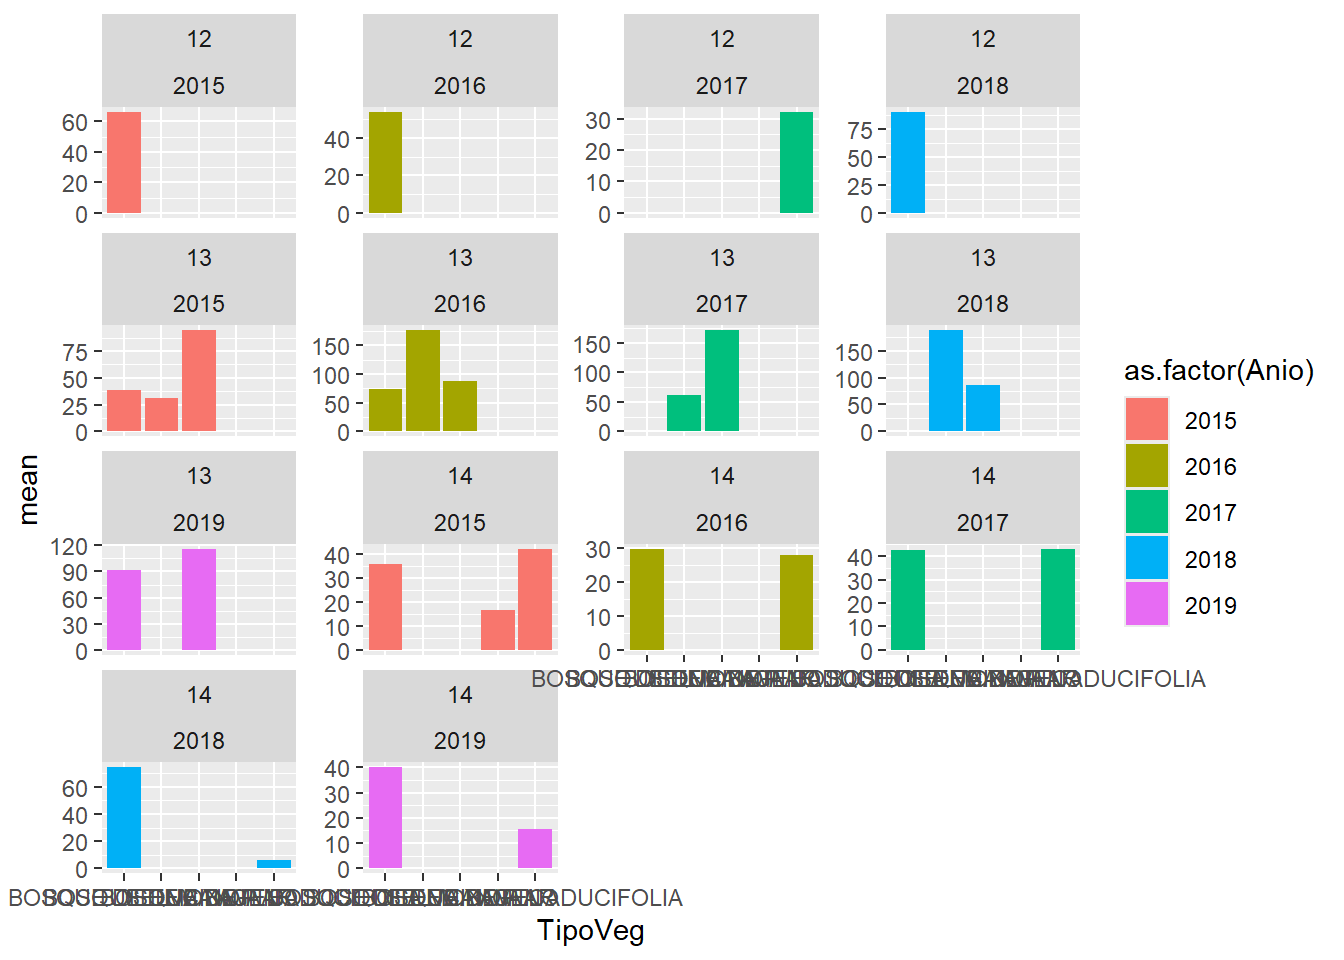 12 12 12 12
2015 2016 2017 2018
60 40 20 0
40 20 0
30 20 10 0
75 50 25 0
13 13 13 13
2015 2016 2017 2018
75 50 25 0
150 100 50 0
150 100 50 0
150 100 50 0
13 14 14 14
2019 2015 2016 2017
120 90 60 30 0
40 30 20 10 0
30 20 10 0
40 30 20 10 0
14 14
2018 2019
60 40 20 0
40 30 20 10 0
mean
TipoVeg
as.factor(Anio)
2015
2016
2017
2018
2019